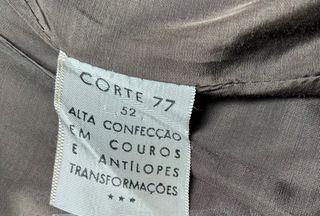 CORTE 77
52
ALTA CONFECÇÃO
EM COUROS
E ANTÍLOPES
TRANSFORMAÇÕES
★★★